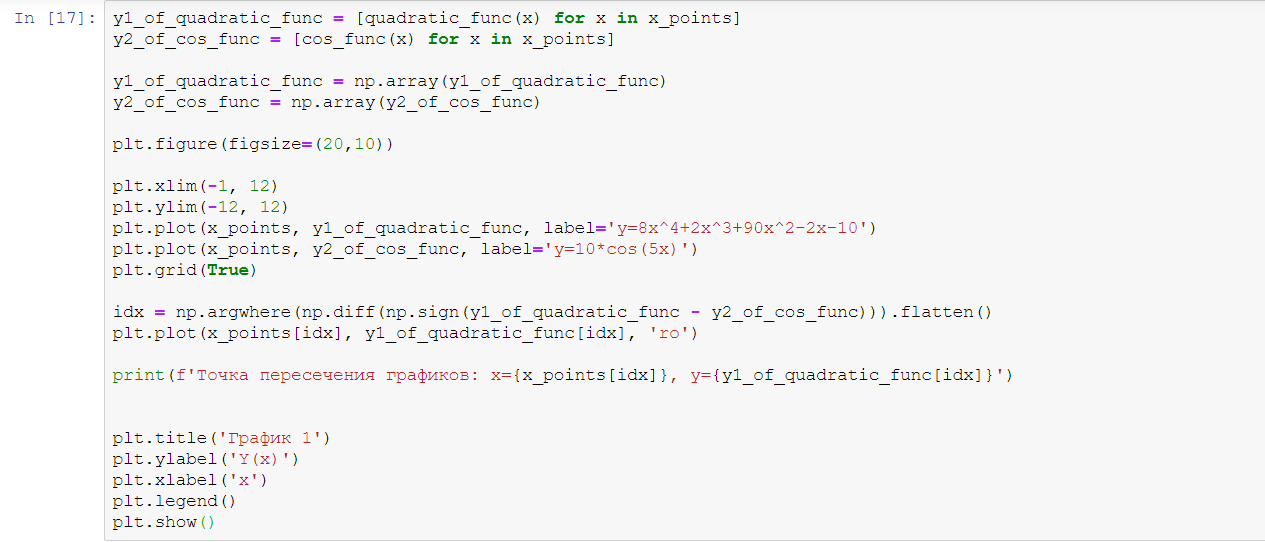 In [17]: y1_of_quadratic_func = [quadratic_func(x) for x in x_points]
y2_of_cos_func = [cos_func(x) for x in x_points]
y1_of_quadratic_func = np.array(y1_of_quadratic_func)
y2_of_cos_func = np.array(y2_of_cos_func)
plt.figure(figsize=(20,10))
plt.xlim(-1, 12)
plt.ylim(-12, 12)
plt.plot(x_points, y1_of_quadratic_func, label='y=8x^4+2x^3+90x^2-2x-10')
plt.plot(x_points, y2_of_cos_func, label='y=10*cos(5x)')
plt.grid(True)
idx = np.argwhere(np.diff(np.sign(y1_of_quadratic_func - y2_of_cos_func))).flatten()
plt.plot(x_points[idx], y1_of_quadratic_func[idx], 'ro')
print(f'Точка пересечения графиков: x={x_points[idx]}, y={y1_of_quadratic_func[idx]}')
plt.title('График 1')
plt.ylabel('Y(x)')
plt.xlabel('x')
plt.legend()
plt.show()